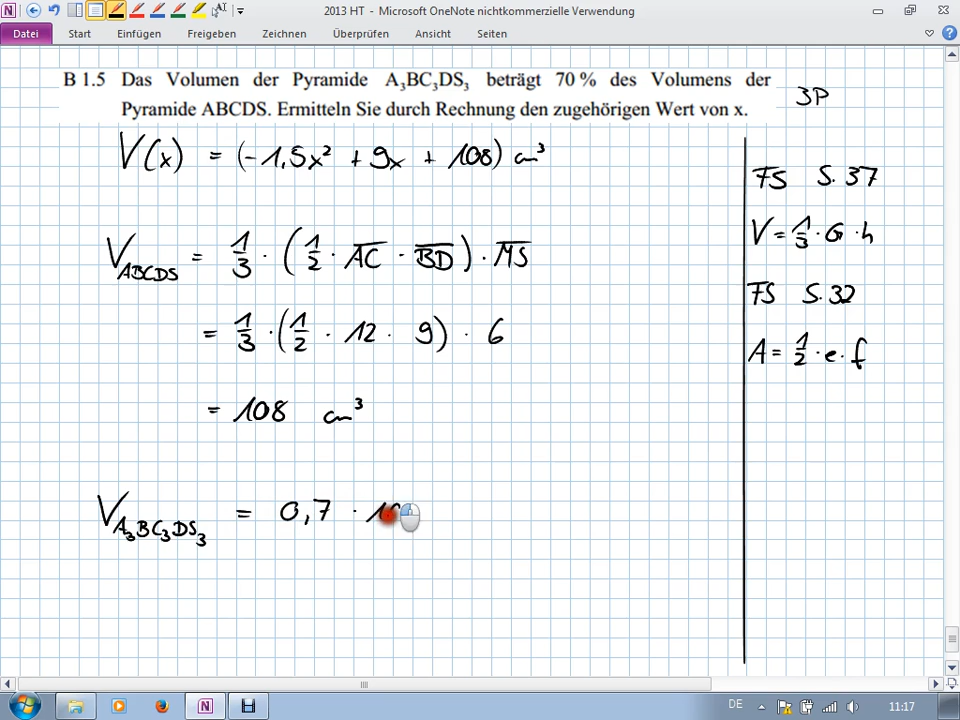 2013 HT - Microsoft OneNote nichtkommerzielle Verwendung
Datei Start Einfügen Freigeben Zeichnen Überprüfen Ansicht Seiten
B 1.5 Das Volumen der Pyramide A₃BC₃DS₃ beträgt 70 % des Volumens der
Pyramide ABCDS. Ermitteln Sie durch Rechnung den zugehörigen Wert von x.
3P
V(x) = (-1,5x² + 9x + 108) cm³
V_ABCDS = 1/3 · (1/2 · A̅C̅ · B̅D̅) · M̅S̅
= 1/3 · (1/2 · 12 · 9) · 6
= 108 cm³
V_A₃BC₃DS₃ = 0,7 · 10
FS S. 37
V = 1/3 · G · h
FS S. 32
A = 1/2 · e · f
DE 11:17